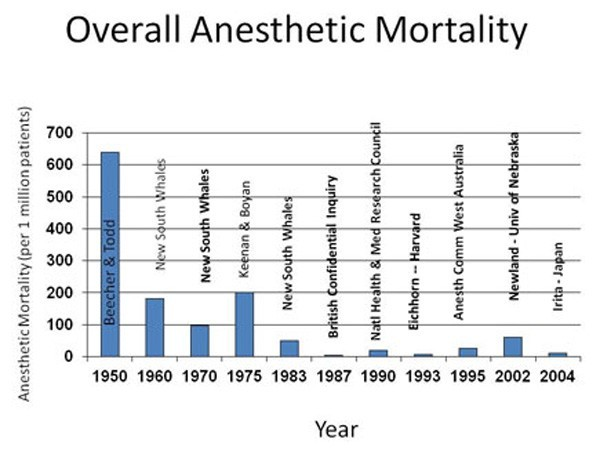 Overall Anesthetic Mortality
Anesthetic Mortality (per 1 million patients)
700
600
500
400
300
200
100
0
Beecher & Todd
New South Whales
New South Whales
Keenan & Boyan
New South Whales
British Confidential Inquiry
Natl Health & Med Research Council
Eichhorn -- Harvard
Anesth Comm West Australia
Newland - Univ of Nebraska
Irita - Japan
1950 1960 1970 1975 1983 1987 1990 1993 1995 2002 2004
Year